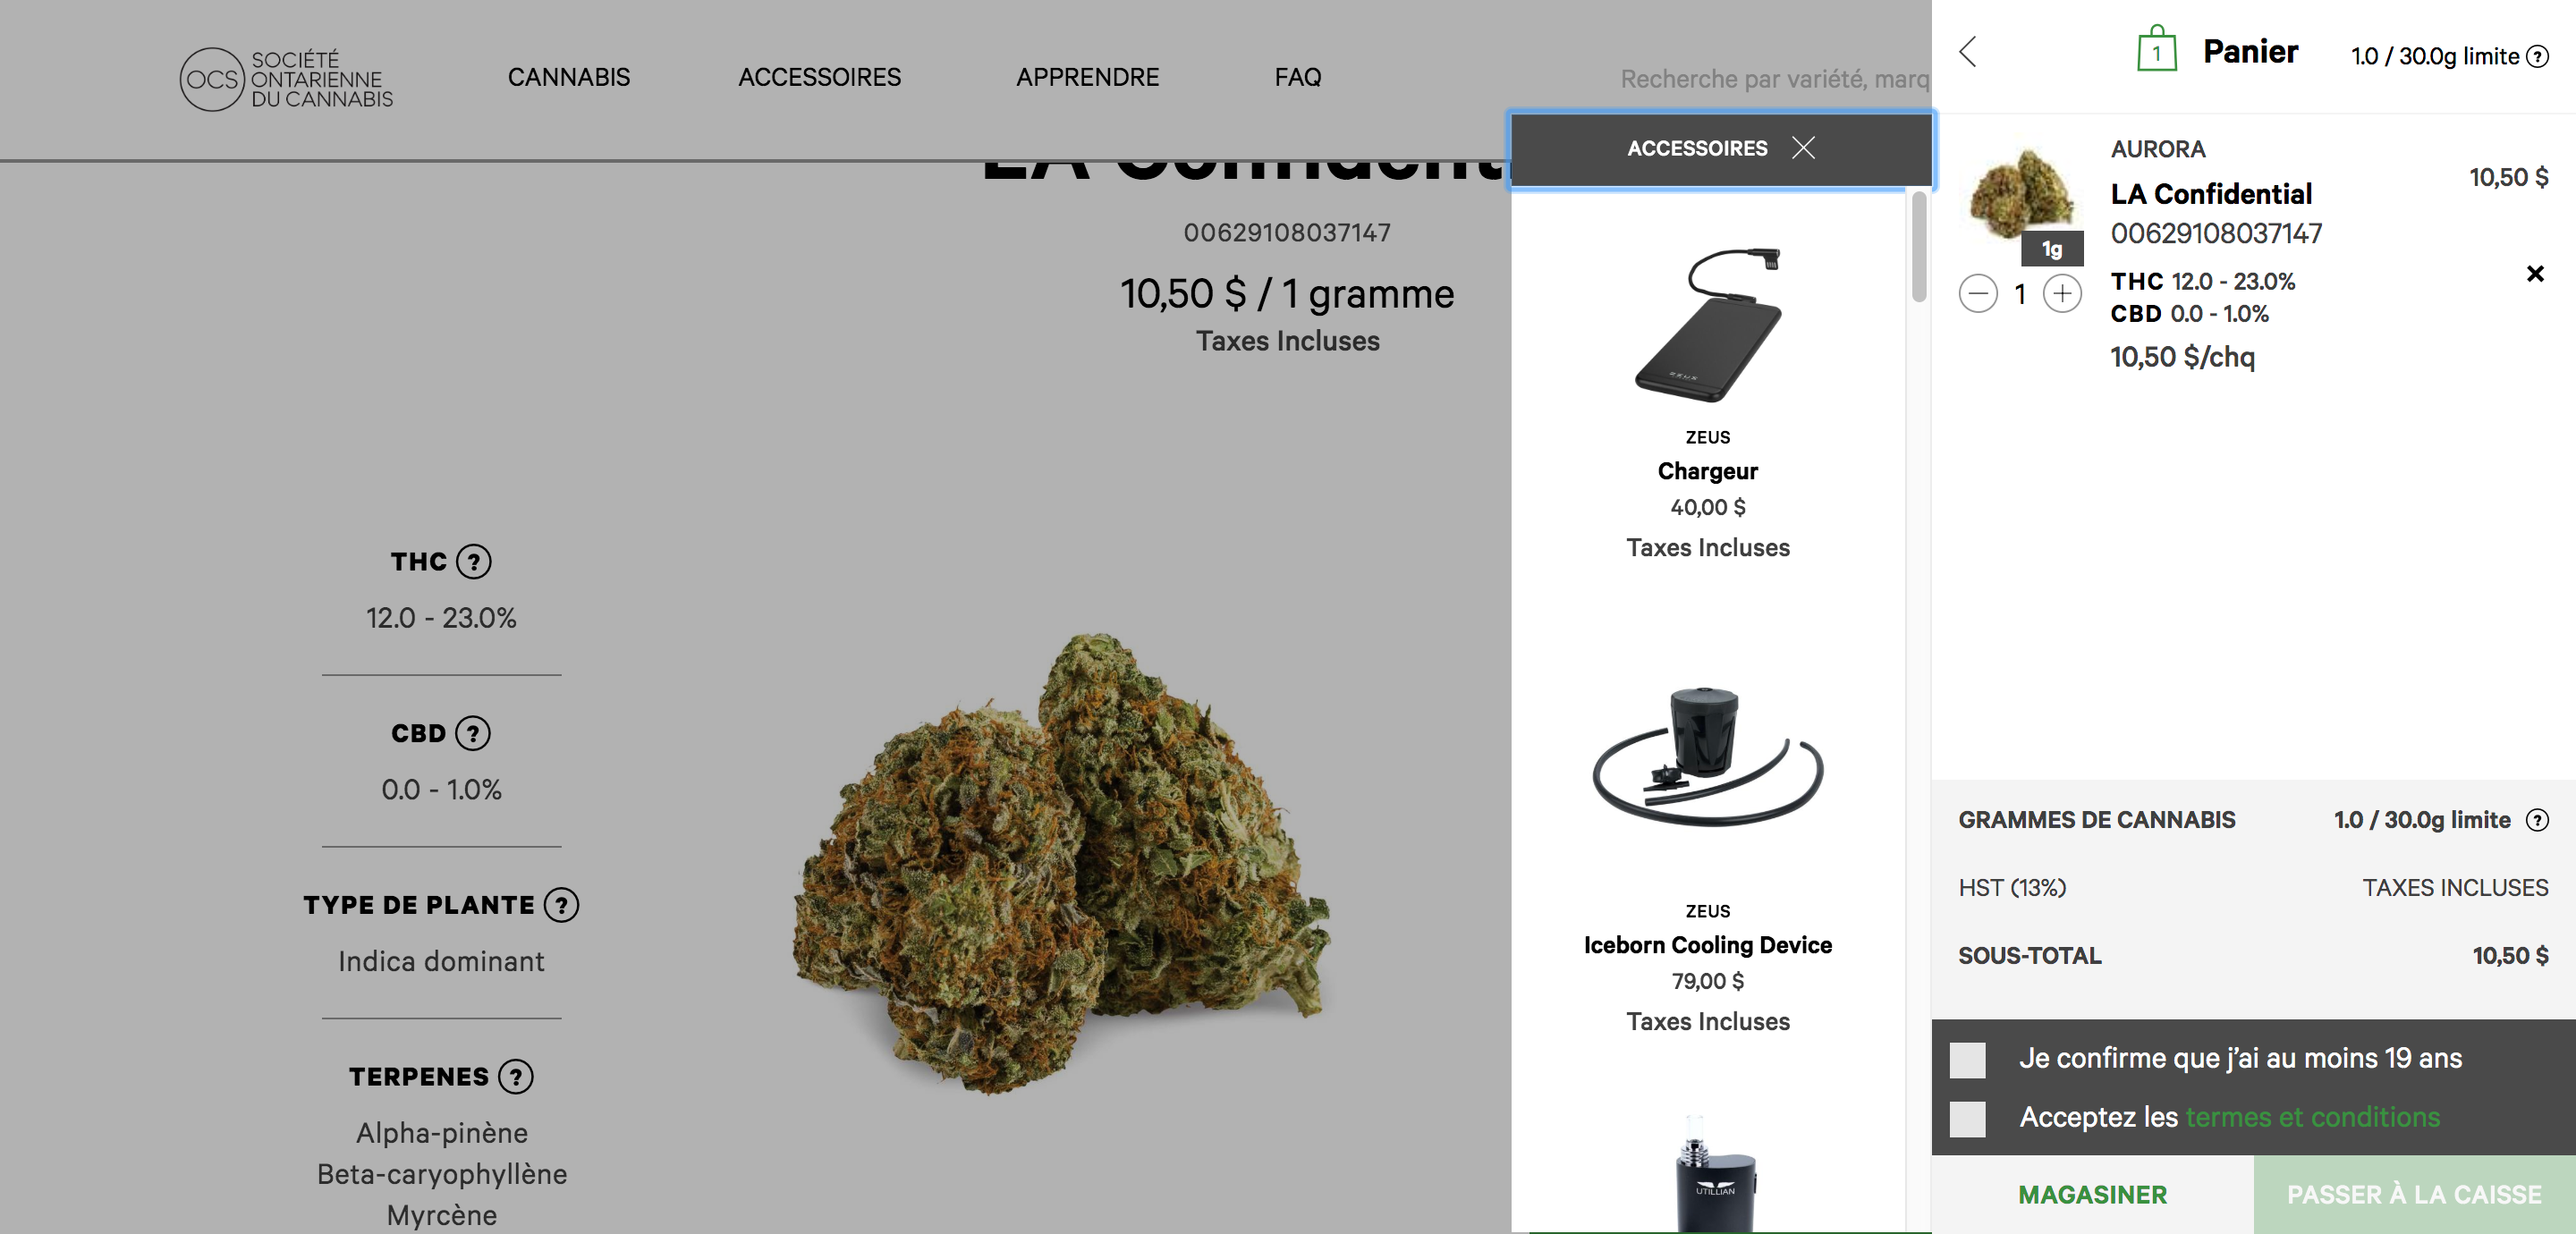 OCS
SOCIÉTÉ
ONTARIENNE
DU CANNABIS
CANNABIS
ACCESSOIRES
APPRENDRE
FAQ
Recherche par variété, marq
LA Confident
00629108037147
10,50 $ / 1 gramme
Taxes Incluses
THC ?
12.0 - 23.0%
CBD ?
0.0 - 1.0%
TYPE DE PLANTE ?
Indica dominant
TERPENES ?
Alpha-pinène
Beta-caryophyllène
Myrcène
ACCESSOIRES
ZEUS
ZEUS
Chargeur
40,00 $
Taxes Incluses
ZEUS
Iceborn Cooling Device
79,00 $
Taxes Incluses
UTILLIAN
1
Panier
1.0 / 30.0g limite ?
AURORA
LA Confidential
10,50 $
00629108037147
1g
THC 12.0 - 23.0%
1
CBD 0.0 - 1.0%
10,50 $/chq
GRAMMES DE CANNABIS 1.0 / 30.0g limite ?
HST (13%) TAXES INCLUSES
SOUS-TOTAL 10,50 $
Je confirme que j’ai au moins 19 ans
Acceptez les termes et conditions
MAGASINER
PASSER À LA CAISSE